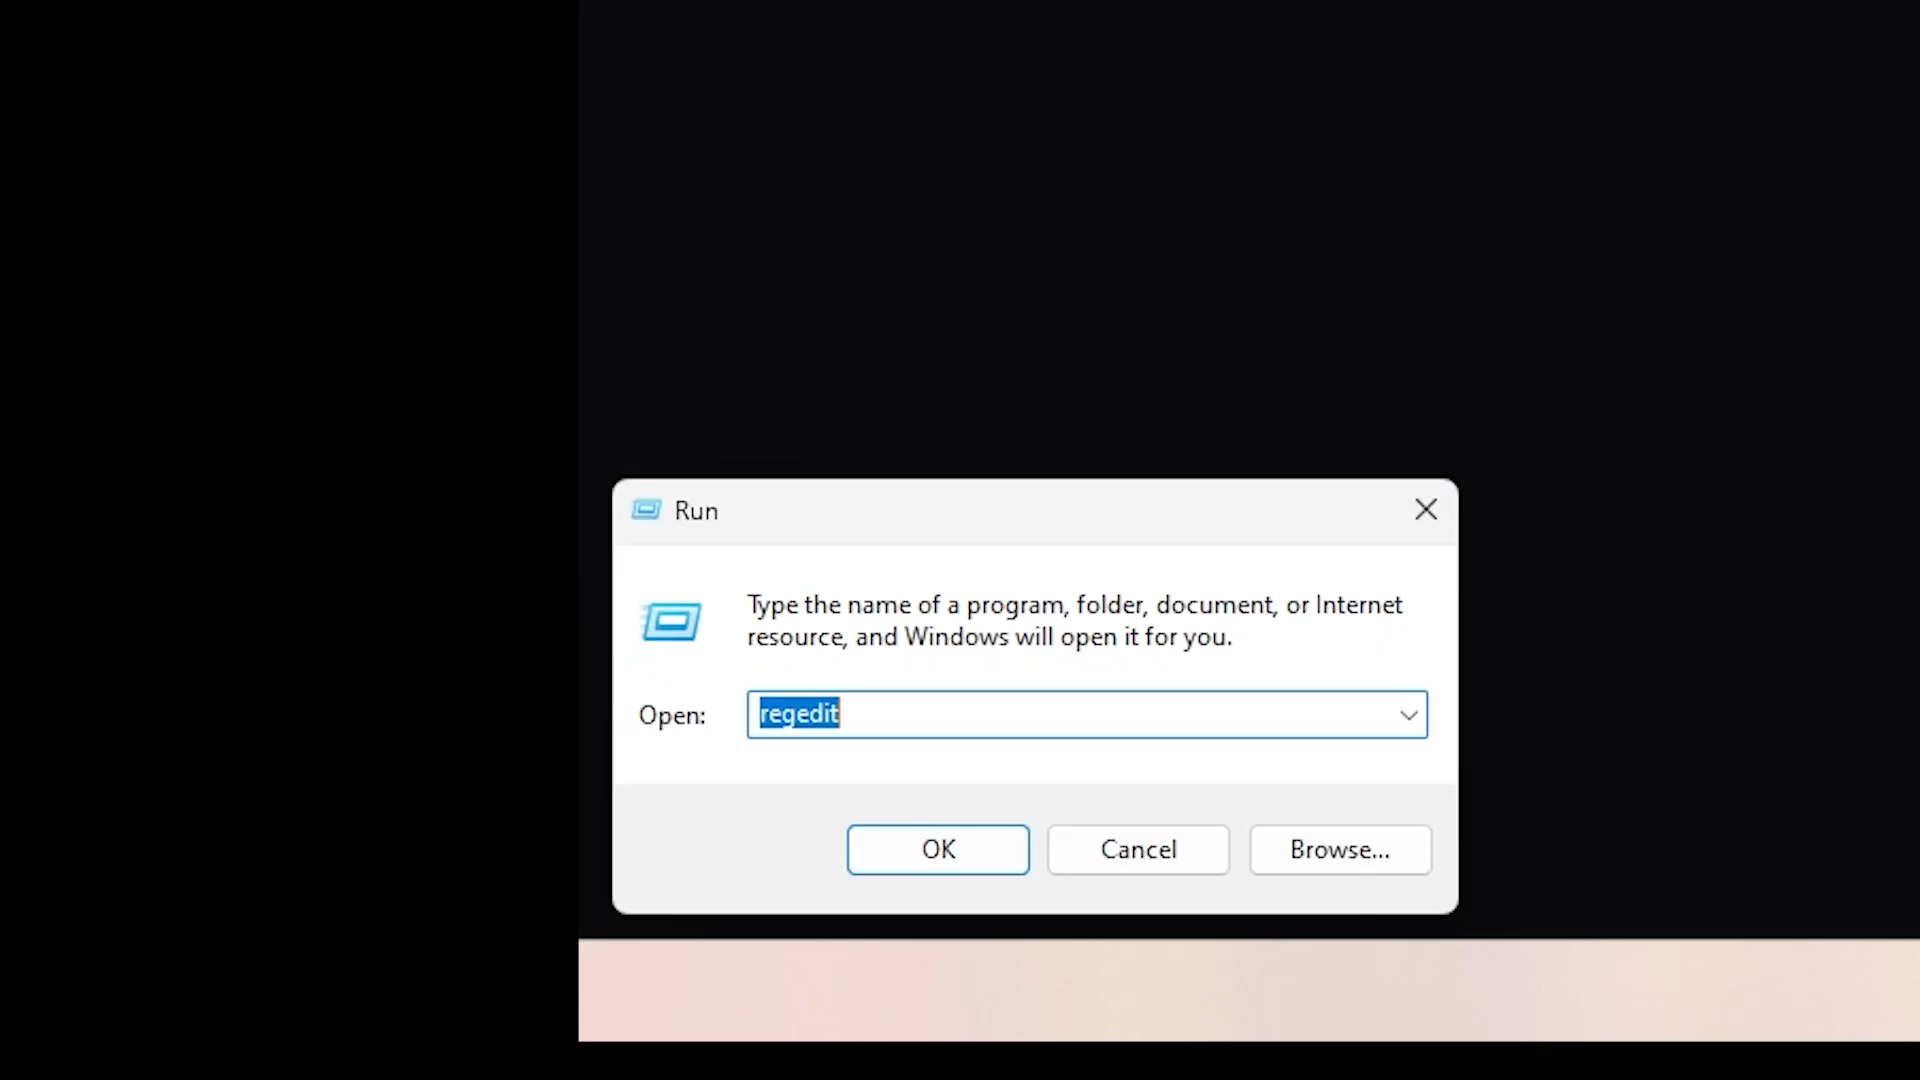 Run
Type the name of a program, folder, document, or Internet
resource, and Windows will open it for you.
Open: regedit
OK Cancel Browse...